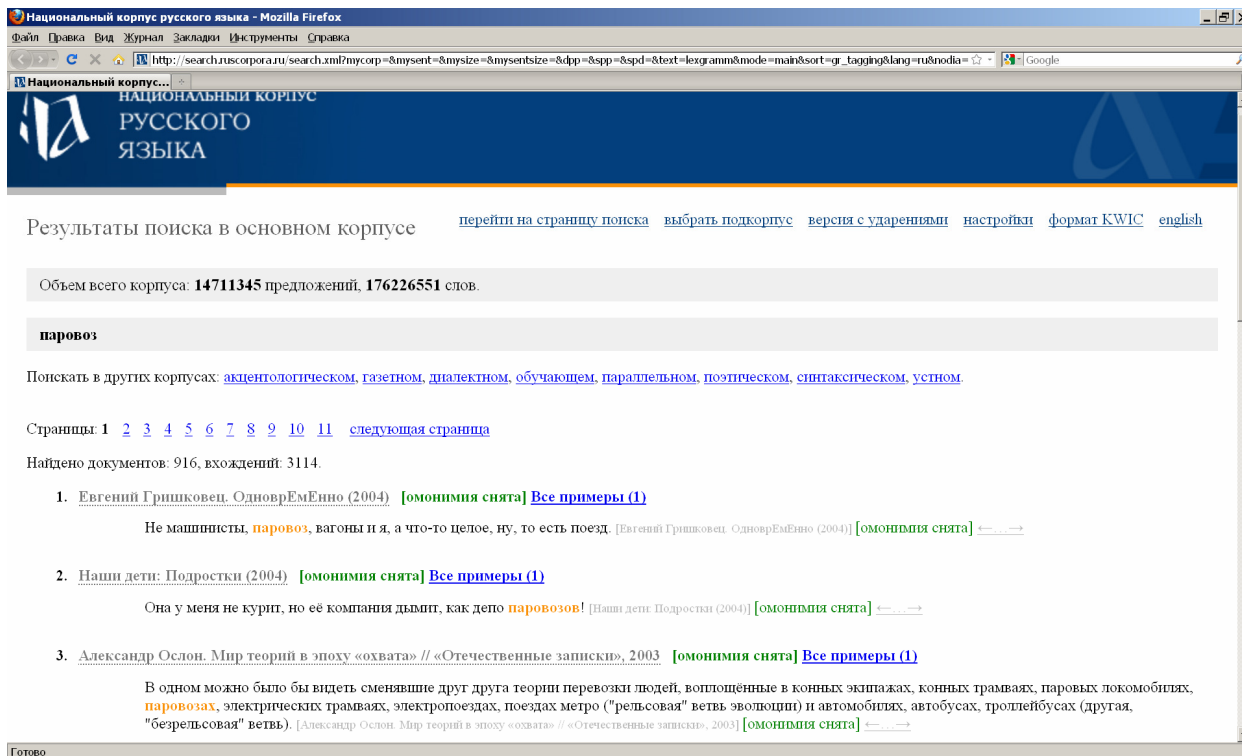 Национальный корпус русского языка - Mozilla Firefox
Файл Правка Вид Журнал Закладки Инструменты Справка
http://search.ruscorpora.ru/search.xml?mycorp=&mysent=&mysize=&mysentsize=&dpp=&spp=&spd=&text=lexgramm&mode=main&sort=gr_tagging&lang=ru&nodia= Google
Национальный корпус...
НАЦИОНАЛЬНЫЙ КОРПУС
РУССКОГО
ЯЗЫКА
Результаты поиска в основном корпусе перейти на страницу поиска выбрать подкорпус версия с ударениями настройки формат KWIC english
Объем всего корпуса: 14711345 предложений, 176226551 слов.
паровоз
Поискать в других корпусах: акцентологическом, газетном, диалектном, обучающем, параллельном, поэтическом, синтаксическом, устном.
Страницы: 1 2 3 4 5 6 7 8 9 10 11 следующая страница
Найдено документов: 916, вхождений: 3114.
1. Евгений Гришковец. ОдноврЕмЕнно (2004) [омонимия снята] Все примеры (1)
Не машинисты, паровоз, вагоны и я, а что-то целое, ну, то есть поезд. [Евгений Гришковец. ОдноврЕмЕнно (2004)] [омонимия снята] ←…→
2. Наши дети: Подростки (2004) [омонимия снята] Все примеры (1)
Она у меня не курит, но её компания дымит, как депо паровозов! [Наши дети: Подростки (2004)] [омонимия снята] ←…→
3. Александр Ослон. Мир теорий в эпоху «охвата» // «Отечественные записки», 2003 [омонимия снята] Все примеры (1)
В одном можно было бы видеть сменявшие друг друга теории перевозки людей, воплощённые в конных экипажах, конных трамваях, паровых локомобилях,
паровозах, электрических трамваях, электропоездах, поездах метро ("рельсовая" ветвь эволюции) и автомобилях, автобусах, троллейбусах (другая,
"безрельсовая" ветвь). [Александр Ослон. Мир теорий в эпоху «охвата» // «Отечественные записки», 2003] [омонимия снята] ←…→
Готово